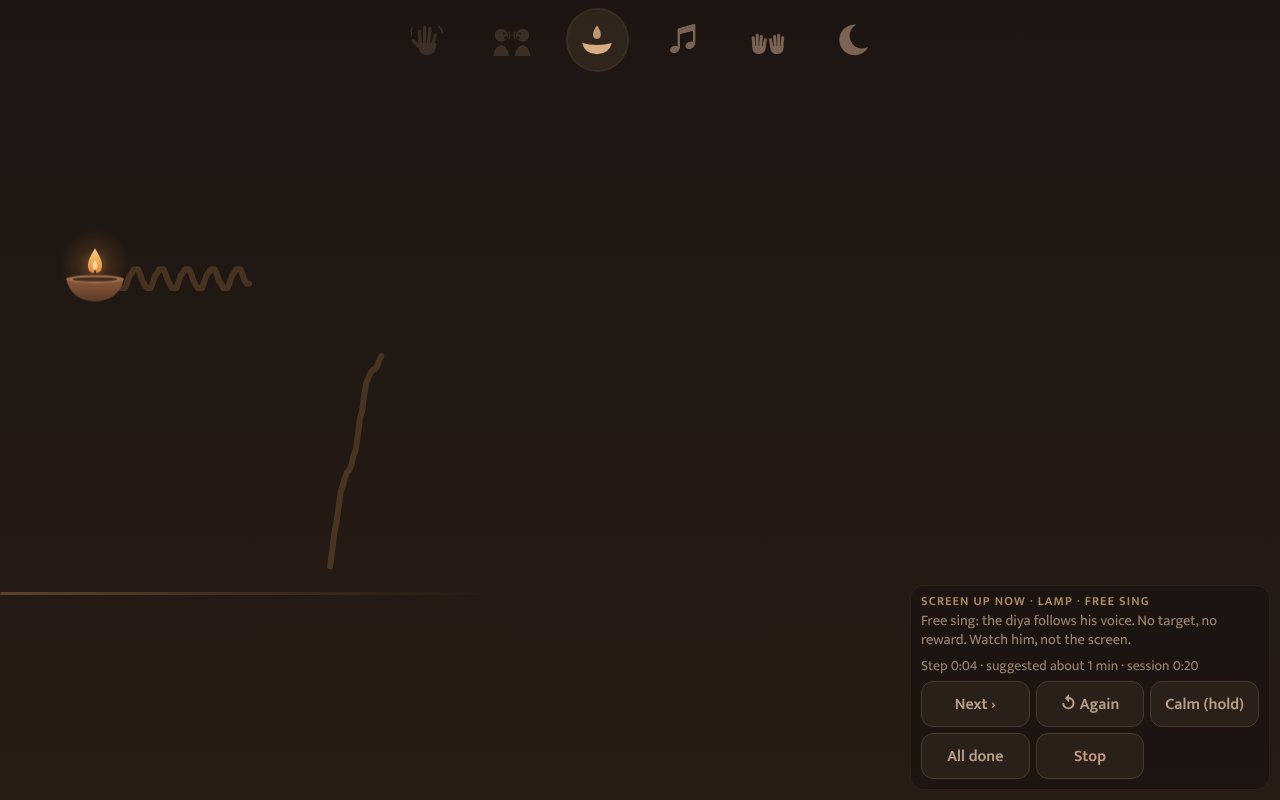 SCREEN UP NOW · LAMP · FREE SING
Free sing: the diya follows his voice. No target, no
reward. Watch him, not the screen.
Step 0:04 · suggested about 1 min · session 0:20
Next ›
Again
Calm (hold)
All done
Stop